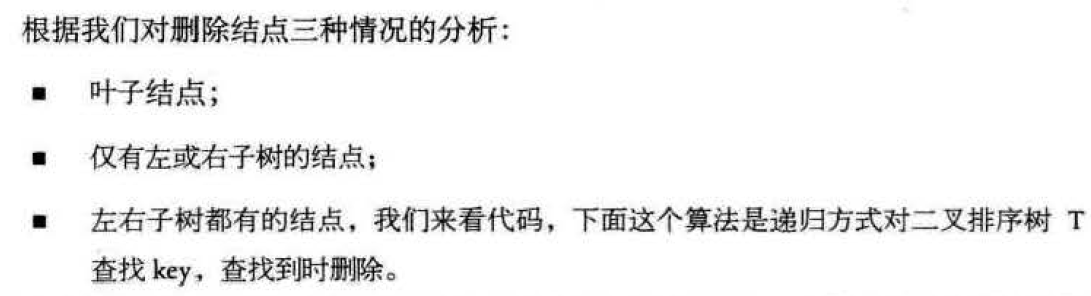 根据我们对删除结点三种情况的分析：
■ 叶子结点；
■ 仅有左或右子树的结点；
■ 左右子树都有的结点，我们来看代码，下面这个算法是递归方式对二叉排序树 T
查找 key，查找到时删除。